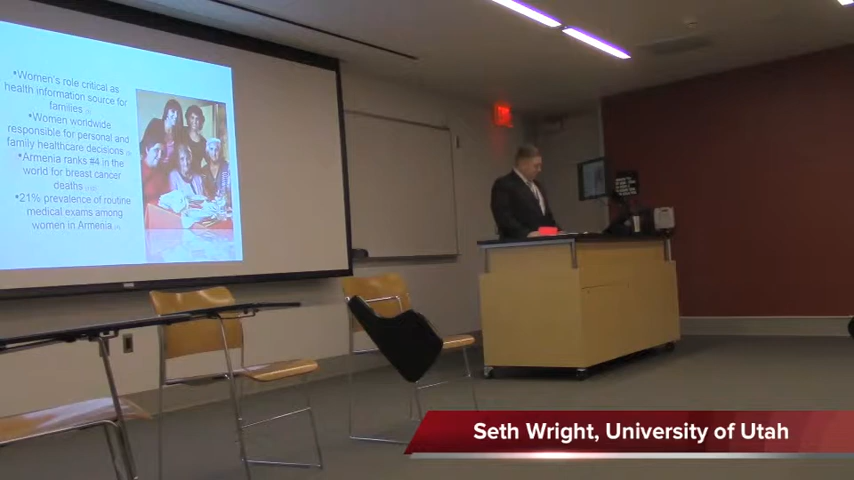 •Women's role critical as
health information source for
families
•Women worldwide
responsible for personal and
family healthcare decisions
•Armenia ranks #4 in the
world for breast cancer
deaths
•21% prevalence of routine
medical exams among
women in Armenia
EXIT
Seth Wright, University of Utah